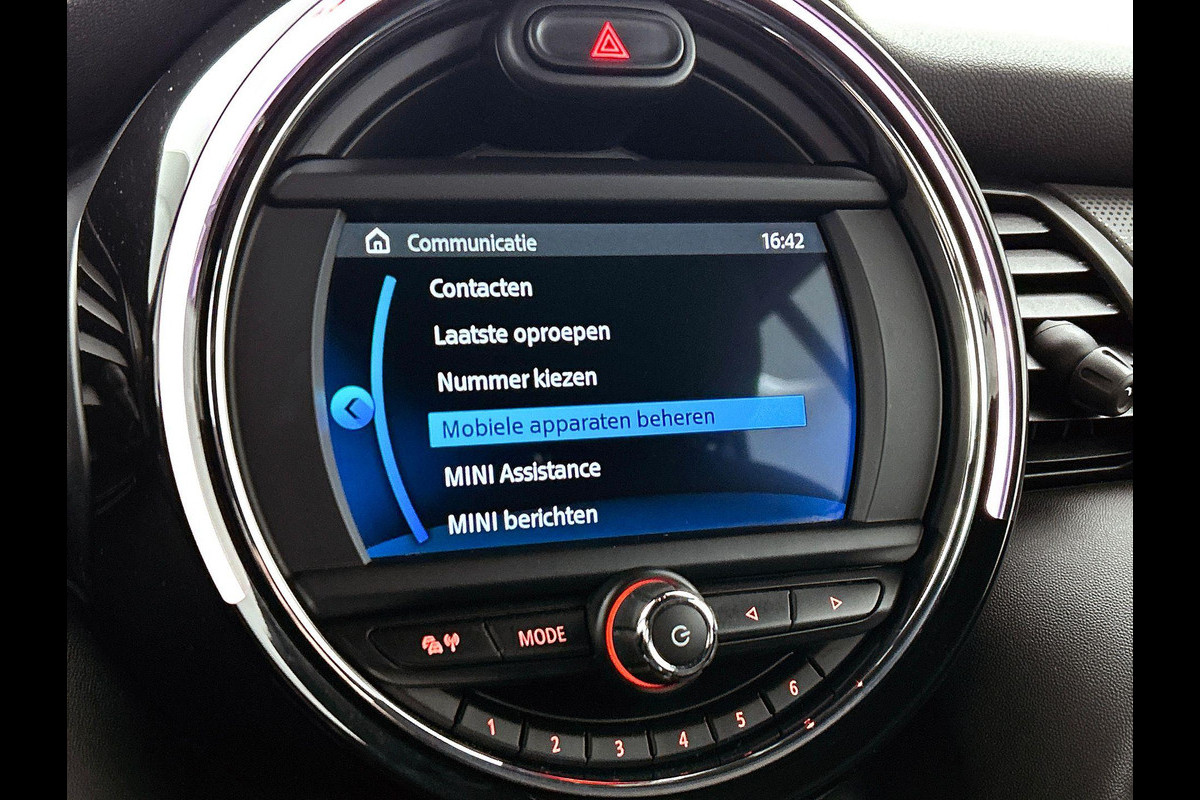 Communicatie 16:42
Contacten
Laatste oproepen
Nummer kiezen
Mobiele apparaten beheren
MINI Assistance
MINI berichten
MODE
1 2 3 4 5 6